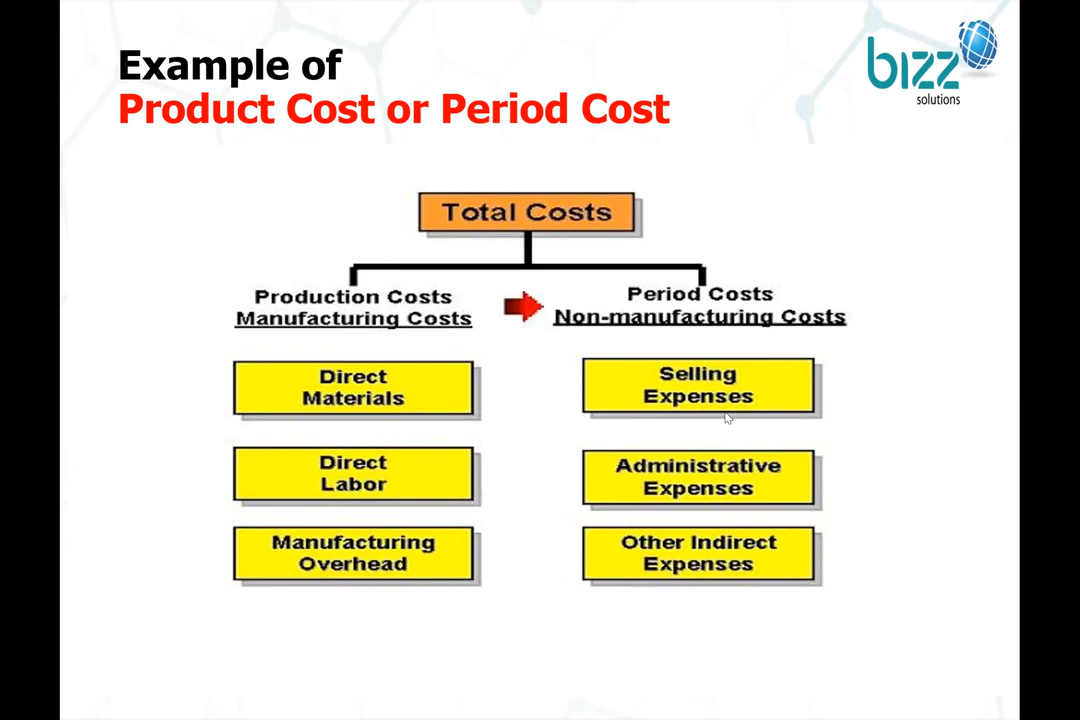 Example of
Product Cost or Period Cost
bizz
solutions
Total Costs
Production Costs
Manufacturing Costs
Period Costs
Non-manufacturing Costs
Direct
Materials
Selling
Expenses
Direct
Labor
Administrative
Expenses
Manufacturing
Overhead
Other Indirect
Expenses